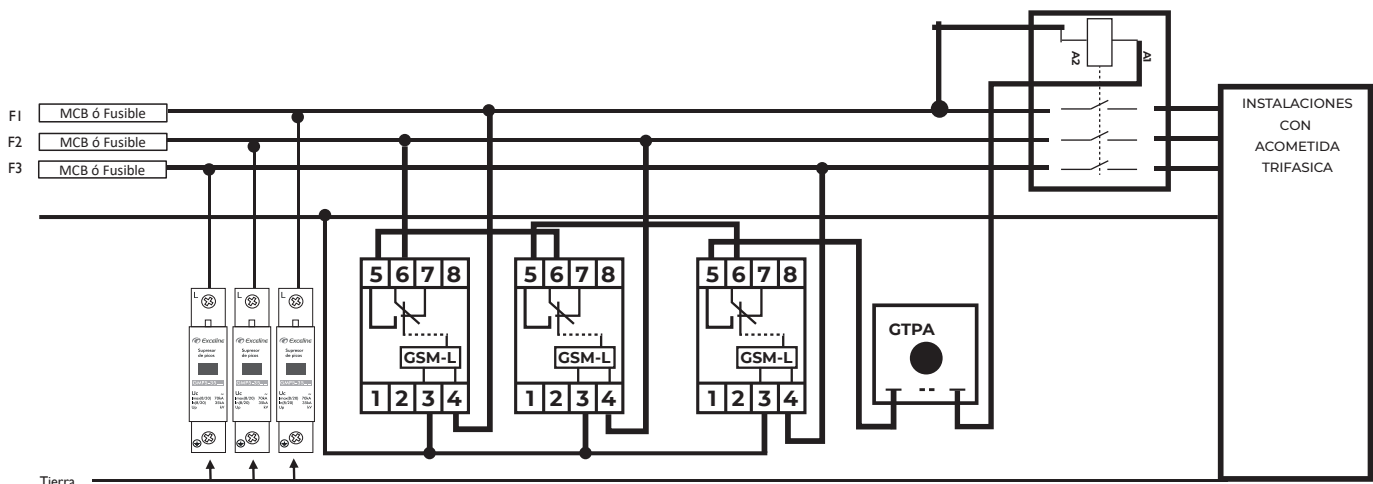 A2
A1
F1
MCB ó Fusible
F2
MCB ó Fusible
F3
MCB ó Fusible
INSTALACIONES
CON
ACOMETIDA
TRIFASICA
5 6 7 8
GSM-L
1 2 3 4
5 6 7 8
GSM-L
1 2 3 4
5 6 7 8
GSM-L
1 2 3 4
GTPA
L
Exceline
Supresor
de picos
L
Exceline
Supresor
de picos
L
Exceline
Supresor
de picos
Tierra